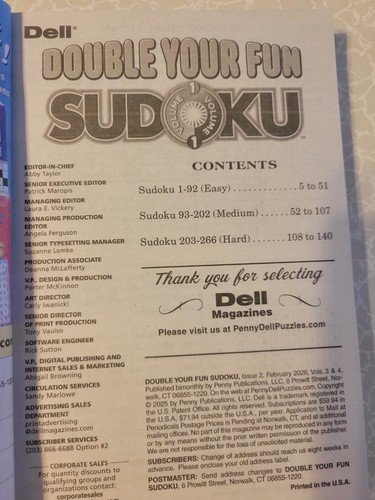 Dell®
DOUBLE YOUR FUN
SUDOKU
VOLUME 1 VOLUME 1
EDITOR-IN-CHIEF
Abby Taylor
SENIOR EXECUTIVE EDITOR
Patrick Maropis
MANAGING EDITOR
Laura E. Vickery
MANAGING PRODUCTION
EDITOR
Angela Ferguson
SENIOR TYPESETTING MANAGER
Suzanne Lemke
PRODUCTION ASSOCIATE
Deanna McLafferty
V.P., DESIGN & PRODUCTION
Porter McKinnon
ART DIRECTOR
Carly Iwanicki
SENIOR DIRECTOR
OF PRINT PRODUCTION
Tony Vauiso
SOFTWARE ENGINEER
Rick Sutton
V.P., DIGITAL PUBLISHING AND
INTERNET SALES & MARKETING
Abigail Browning
CIRCULATION SERVICES
Sandy Marlowe
ADVERTISING SALES
DEPARTMENT
printadvertising
@dellmagazines.com
SUBSCRIBER SERVICES
(203) 866-6688 Option #2
CORPORATE SALES
For quantity discounts to
qualifying groups and
organizations contact:
corporatesales
CONTENTS
Sudoku 1-92 (Easy) . . . . . . . . . . . . . 5 to 51
Sudoku 93-202 (Medium) . . . . . . 52 to 107
Sudoku 203-266 (Hard) . . . . . . . 108 to 140
Thank you for selecting
Dell
Magazines
Please visit us at PennyDellPuzzles.com
DOUBLE YOUR FUN SUDOKU, Issue 2, February 2026. Vols. 3 & 4,
Published bimonthly by Penny Publications, LLC, 6 Prowitt Street, Nor-
walk, CT 06855-1220. On the web at PennyDellPuzzles.com. Copyright
© 2025 by Penny Publications, LLC. Dell is a trademark registered in
the U.S. Patent Office. All rights reserved. Subscriptions are $59.94 in
the U.S.A., $71.94 outside the U.S.A., per year. Application to Mail at
Periodicals Postage Prices is Pending at Norwalk, CT, and at additional
mailing offices. No part of this magazine may be reproduced in any form
or by any means without the prior written permission of the publisher.
We are not responsible for the loss of unsolicited material.
SUBSCRIBERS: Change of address should reach us eight weeks in
advance. Please enclose your old address label.
POSTMASTER: Send address changes to DOUBLE YOUR FUN
SUDOKU, 6 Prowitt Street, Norwalk, CT 06855-1220.
Printed in the U.S.A.